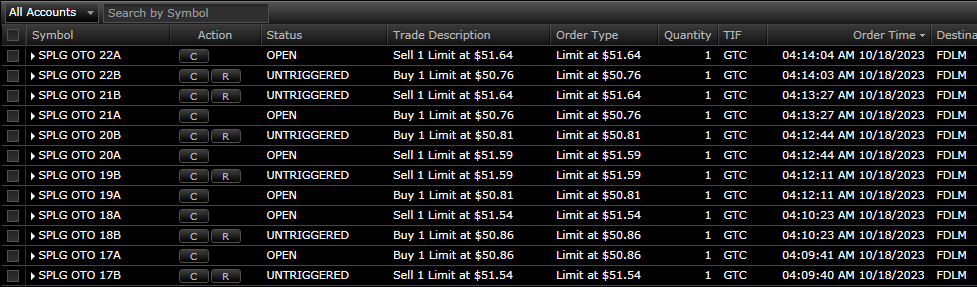 All Accounts Search by Symbol
Symbol Action Status Trade Description Order Type Quantity TIF Order Time Destina
SPLG OTO 22A C OPEN Sell 1 Limit at $51.64 Limit at $51.64 1 GTC 04:14:04 AM 10/18/2023 FDLM
SPLG OTO 22B C R UNTRIGGERED Buy 1 Limit at $50.76 Limit at $50.76 1 GTC 04:14:03 AM 10/18/2023 FDLM
SPLG OTO 21B C R UNTRIGGERED Sell 1 Limit at $51.64 Limit at $51.64 1 GTC 04:13:27 AM 10/18/2023 FDLM
SPLG OTO 21A C OPEN Buy 1 Limit at $50.76 Limit at $50.76 1 GTC 04:13:27 AM 10/18/2023 FDLM
SPLG OTO 20B C R UNTRIGGERED Buy 1 Limit at $50.81 Limit at $50.81 1 GTC 04:12:44 AM 10/18/2023 FDLM
SPLG OTO 20A C OPEN Sell 1 Limit at $51.59 Limit at $51.59 1 GTC 04:12:44 AM 10/18/2023 FDLM
SPLG OTO 19B C R UNTRIGGERED Sell 1 Limit at $51.59 Limit at $51.59 1 GTC 04:12:11 AM 10/18/2023 FDLM
SPLG OTO 19A C OPEN Buy 1 Limit at $50.81 Limit at $50.81 1 GTC 04:12:11 AM 10/18/2023 FDLM
SPLG OTO 18A C OPEN Sell 1 Limit at $51.54 Limit at $51.54 1 GTC 04:10:23 AM 10/18/2023 FDLM
SPLG OTO 18B C R UNTRIGGERED Buy 1 Limit at $50.86 Limit at $50.86 1 GTC 04:10:23 AM 10/18/2023 FDLM
SPLG OTO 17A C OPEN Buy 1 Limit at $50.86 Limit at $50.86 1 GTC 04:09:41 AM 10/18/2023 FDLM
SPLG OTO 17B C R UNTRIGGERED Sell 1 Limit at $51.54 Limit at $51.54 1 GTC 04:09:40 AM 10/18/2023 FDLM